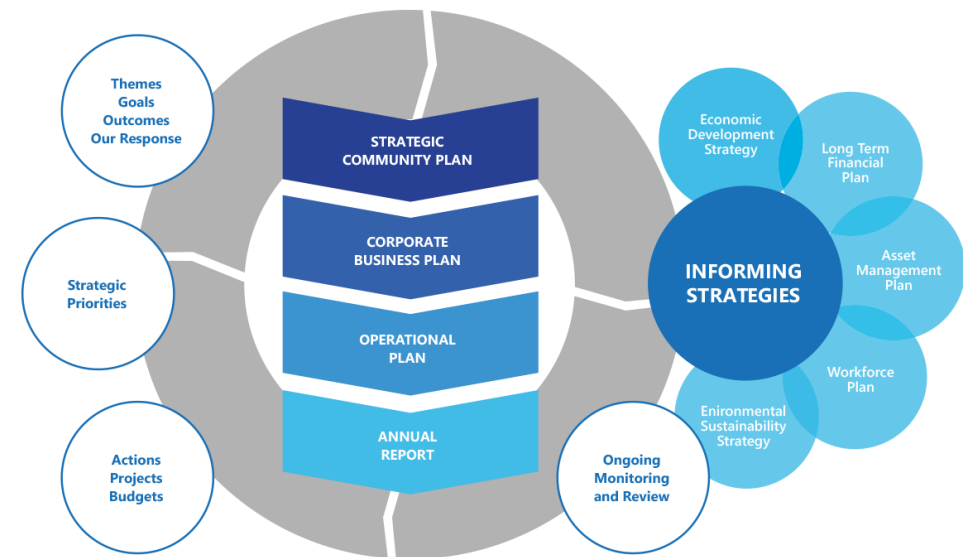 Themes
Goals
Outcomes
Our Response
Strategic
Priorities
Actions
Projects
Budgets
STRATEGIC
COMMUNITY PLAN
CORPORATE
BUSINESS PLAN
OPERATIONAL
PLAN
ANNUAL
REPORT
Ongoing
Monitoring
and Review
INFORMING
STRATEGIES
Economic
Development
Strategy
Long Term
Financial
Plan
Asset
Management
Plan
Workforce
Plan
Enironmental
Sustainability
Strategy